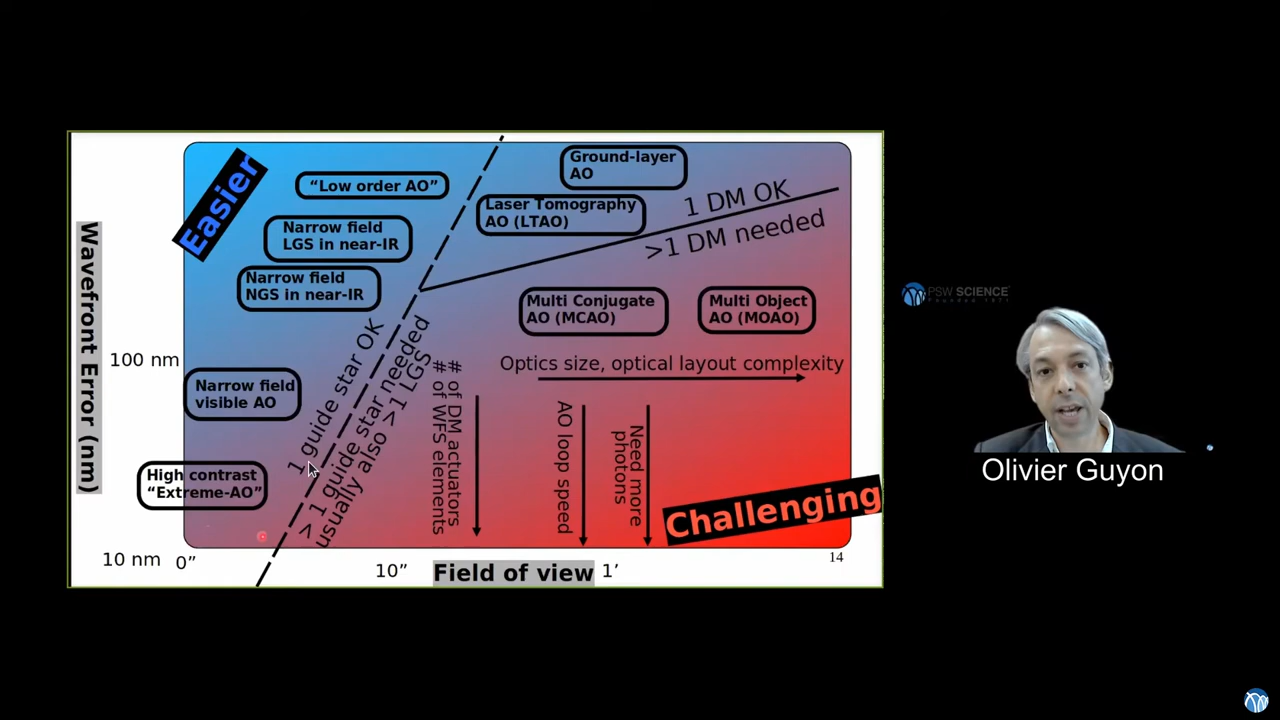 Easier
"Low order AO"
Ground-layer
AO
Laser Tomography
AO (LTAO)
1 DM OK
>1 DM needed
Narrow field
LGS in near-IR
Narrow field
NGS in near-IR
Multi Conjugate
AO (MCAO)
Multi Object
AO (MOAO)
Wavefront Error (nm)
100 nm
Optics size, optical layout complexity
Narrow field
visible AO
1 guide star OK
> 1 guide star needed
usually also >1 LGS
# of DM actuators
# of WFS elements
AO loop speed
Need more
photons
High contrast
"Extreme-AO"
Challenging
10 nm
0"
10"
Field of view
1'
14
PSW SCIENCE
Founded 1871
Olivier Guyon